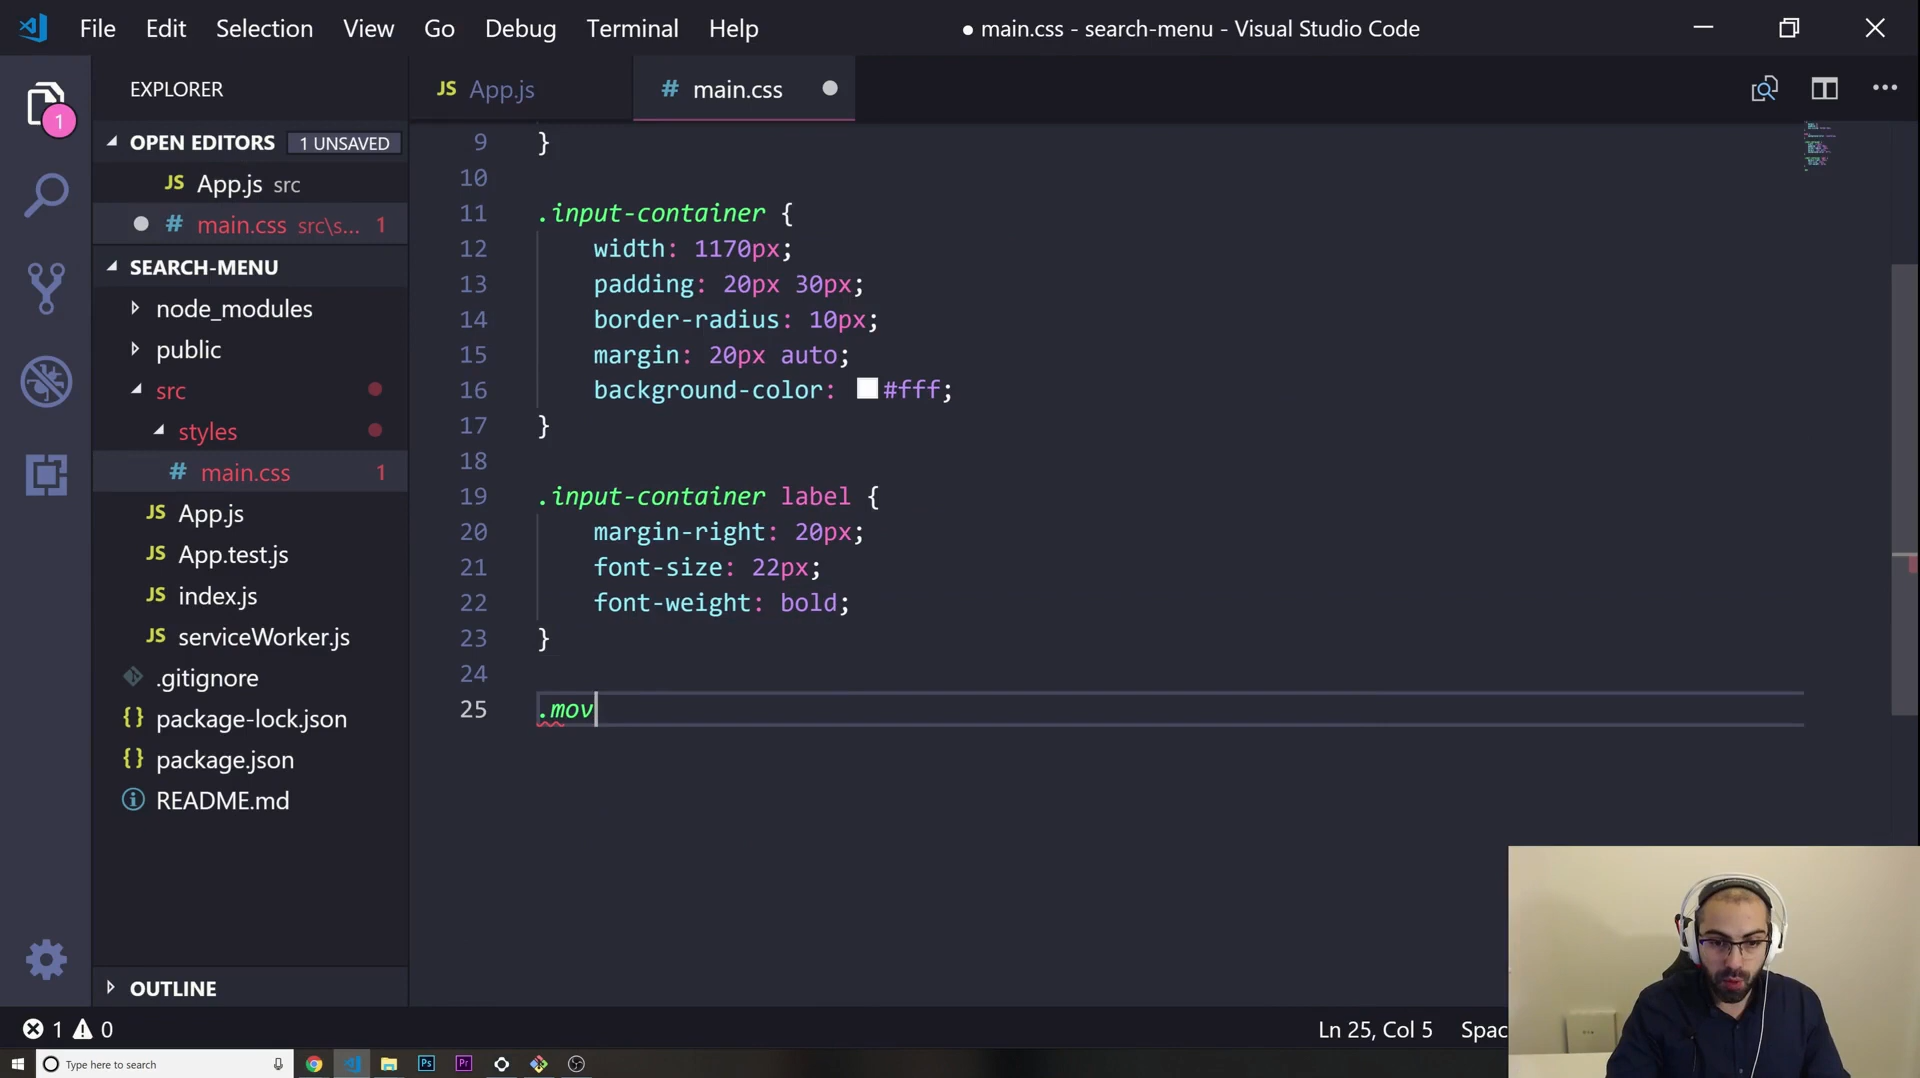 File Edit Selection View Go Debug Terminal Help
● main.css - search-menu - Visual Studio Code
EXPLORER
1
OPEN EDITORS 1 UNSAVED
JS App.js src
# main.css src\s... 1
SEARCH-MENU
node_modules
public
src
styles
# main.css 1
JS App.js
JS App.test.js
JS index.js
JS serviceWorker.js
.gitignore
{} package-lock.json
{} package.json
README.md
OUTLINE
JS App.js
# main.css
9 }
10
11 .input-container {
12 width: 1170px;
13 padding: 20px 30px;
14 border-radius: 10px;
15 margin: 20px auto;
16 background-color: #fff;
17 }
18
19 .input-container label {
20 margin-right: 20px;
21 font-size: 22px;
22 font-weight: bold;
23 }
24
25 .mov
1 0
Ln 25, Col 5 Spac
Type here to search
Ps
Pr